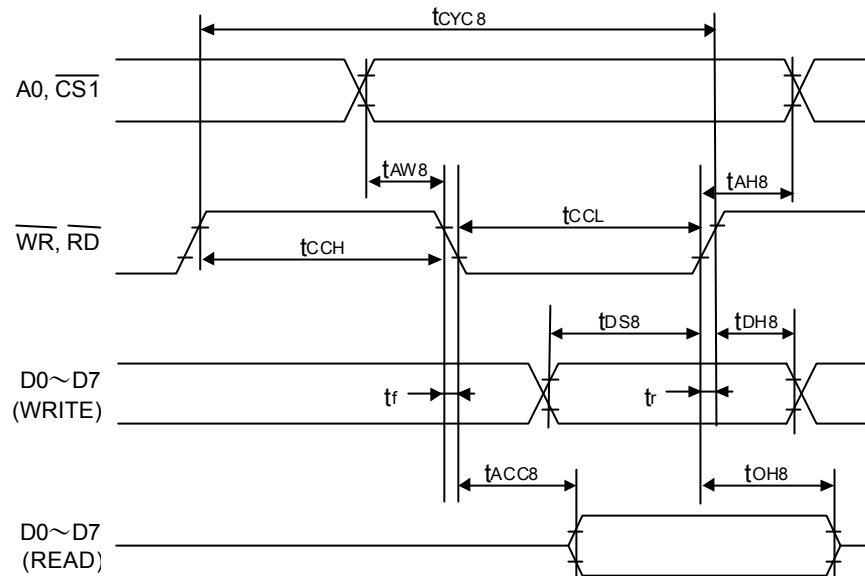 tCYC8
A0, CS1
tAW8
tAH8
WR, RD
tCCL
tCCH
tDS8
tDH8
D0～D7
(WRITE)
tf
tr
tACC8
tOH8
D0～D7
(READ)